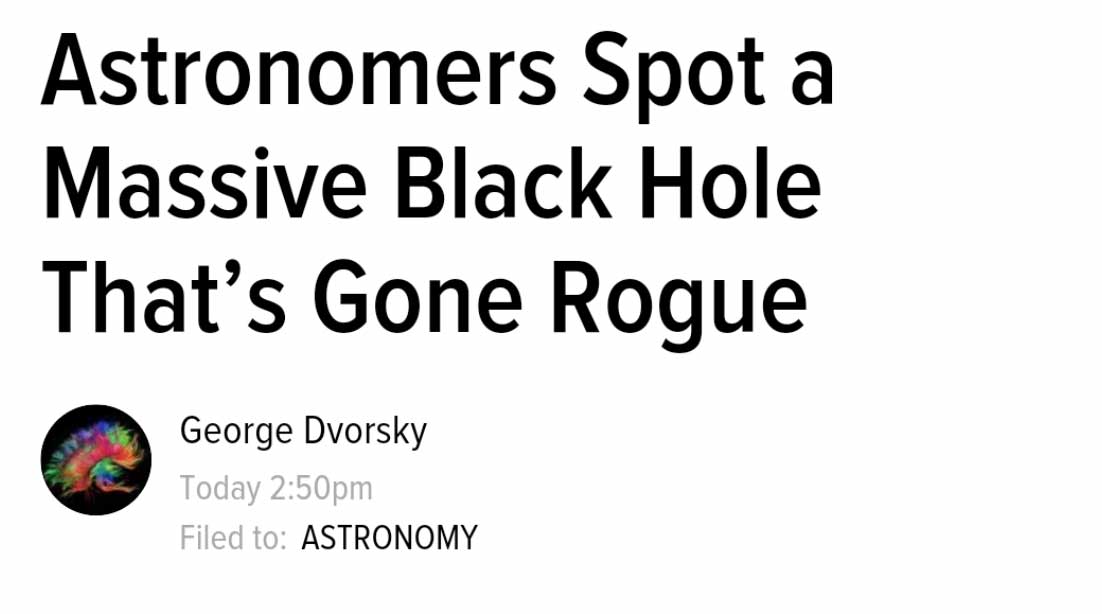 Astronomers Spot a
Massive Black Hole
That’s Gone Rogue
George Dvorsky
Today 2:50pm
Filed to: ASTRONOMY